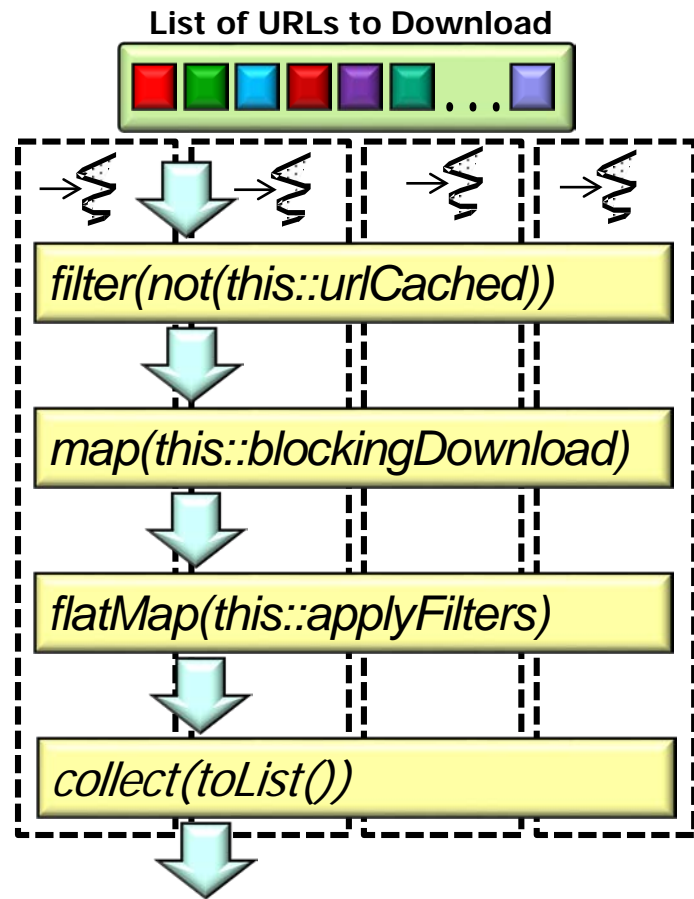 List of URLs to Download
...
filter(not(this::urlCached))
map(this::blockingDownload)
flatMap(this::applyFilters)
collect(toList())